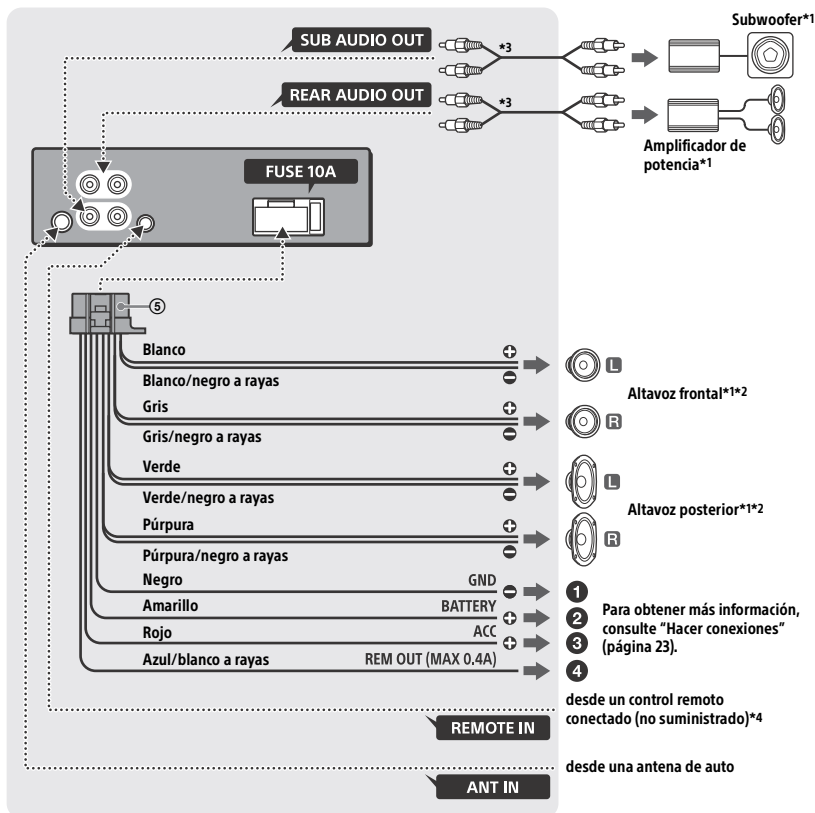 Subwoofer*1
SUB AUDIO OUT
*3
REAR AUDIO OUT
*3
Amplificador de
potencia*1
FUSE 10A
5
Blanco
Blanco/negro a rayas
L
Altavoz frontal*1*2
Gris
Gris/negro a rayas
R
Verde
Verde/negro a rayas
L
Altavoz posterior*1*2
Púrpura
Púrpura/negro a rayas
R
Negro GND
1
Amarillo BATTERY
2
Rojo ACC
3
Azul/blanco a rayas REM OUT (MAX 0.4A)
4
Para obtener más información,
consulte “Hacer conexiones”
(página 23).
desde un control remoto
conectado (no suministrado)*4
REMOTE IN
desde una antena de auto
ANT IN